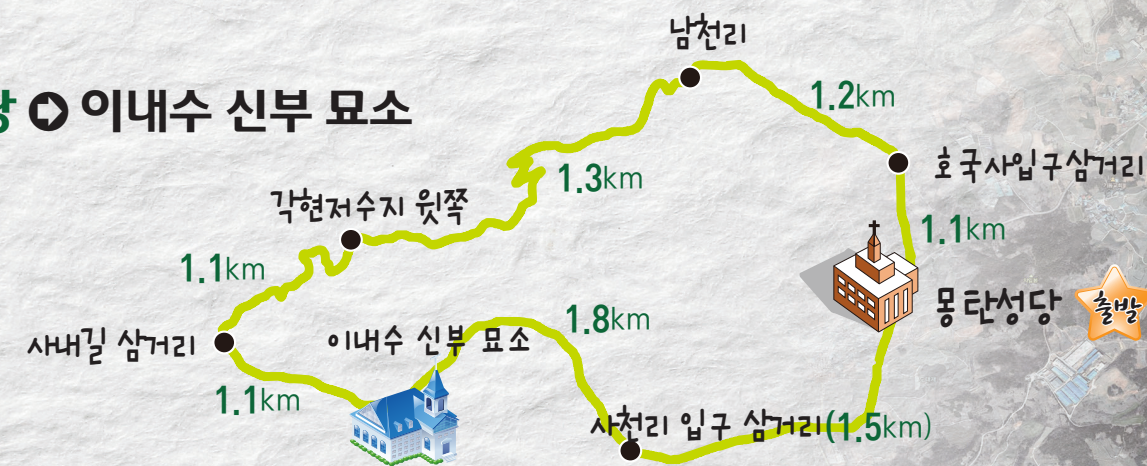 당 ➲ 이내수 신부 묘소
남천리
1.2km
호국사입구삼거리
1.3km
각현저수지 윗쪽
1.1km
1.1km
몽탄성당
출발
사내길 삼거리
이내수 신부 묘소
1.8km
1.1km
사천리 입구 삼거리(1.5km)